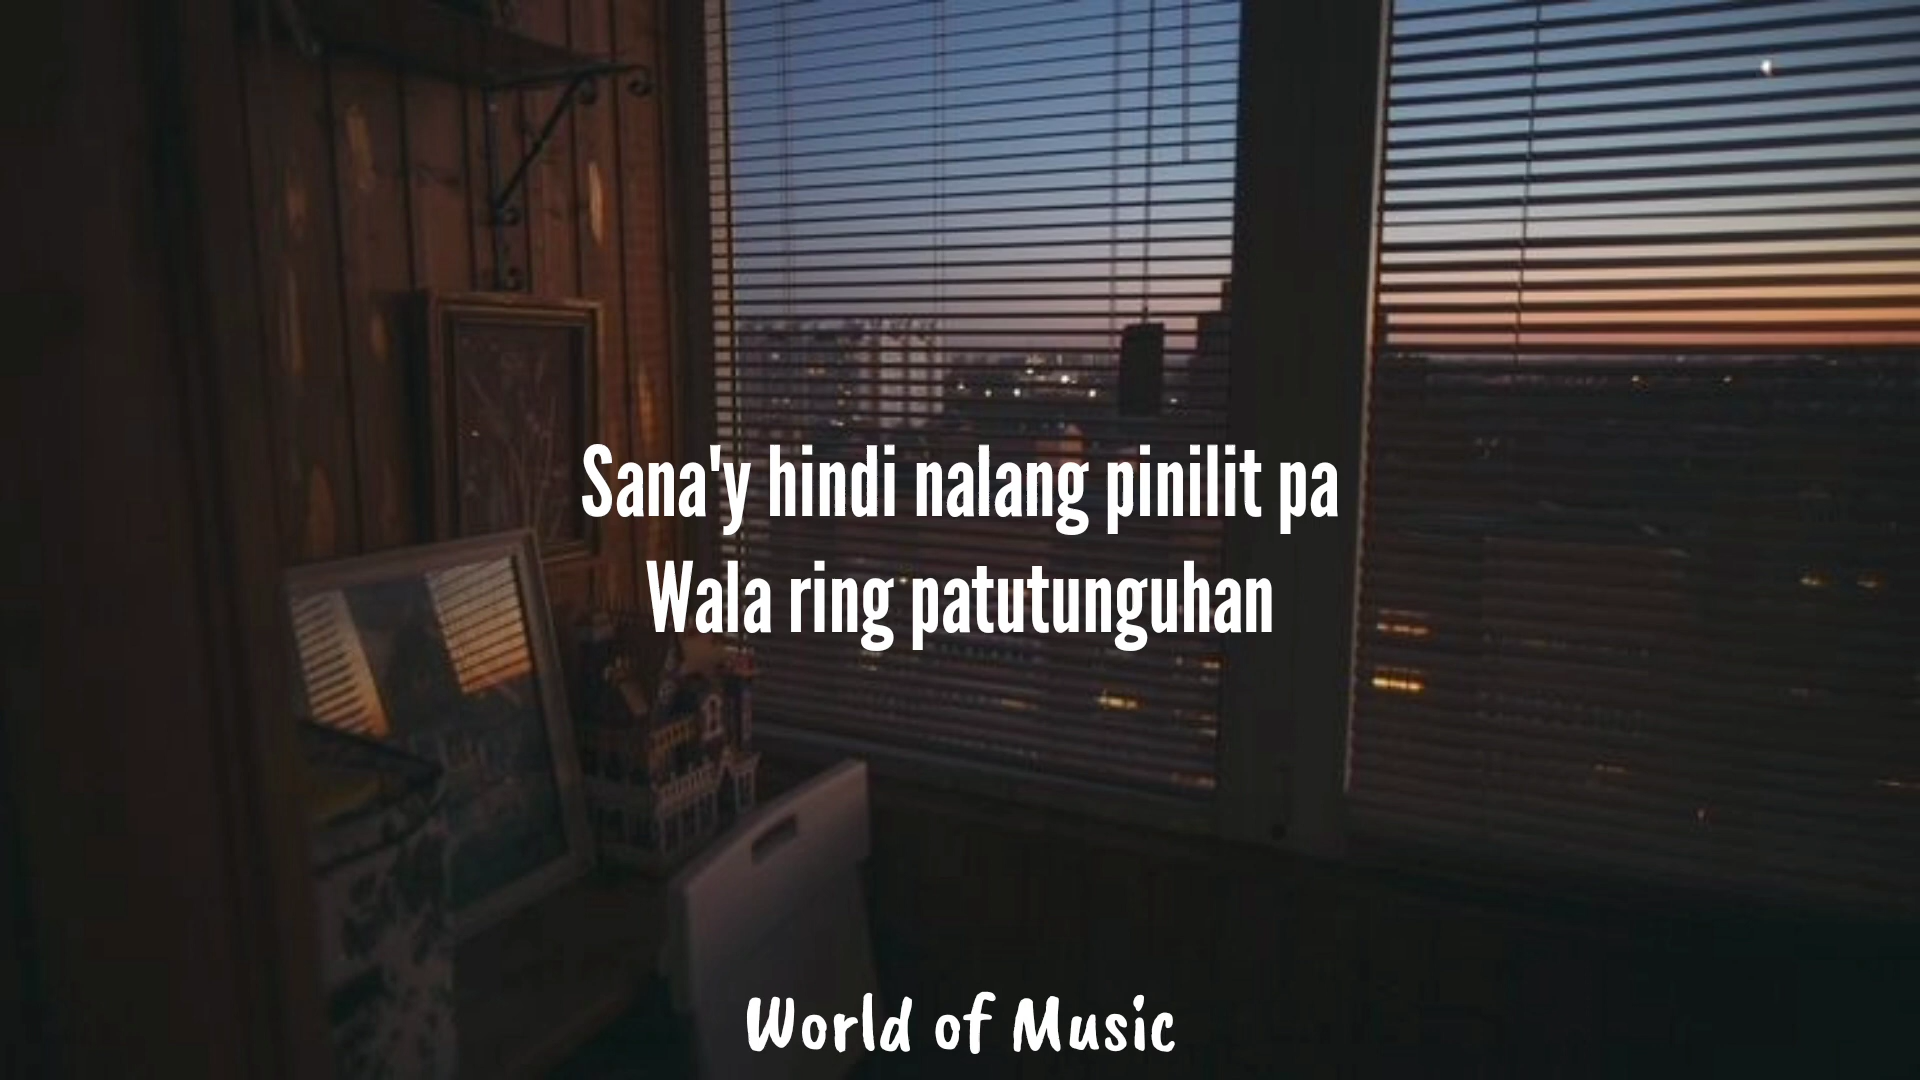 Sana'y hindi nalang pinilit pa
Wala ring patutunguhan
World of Music